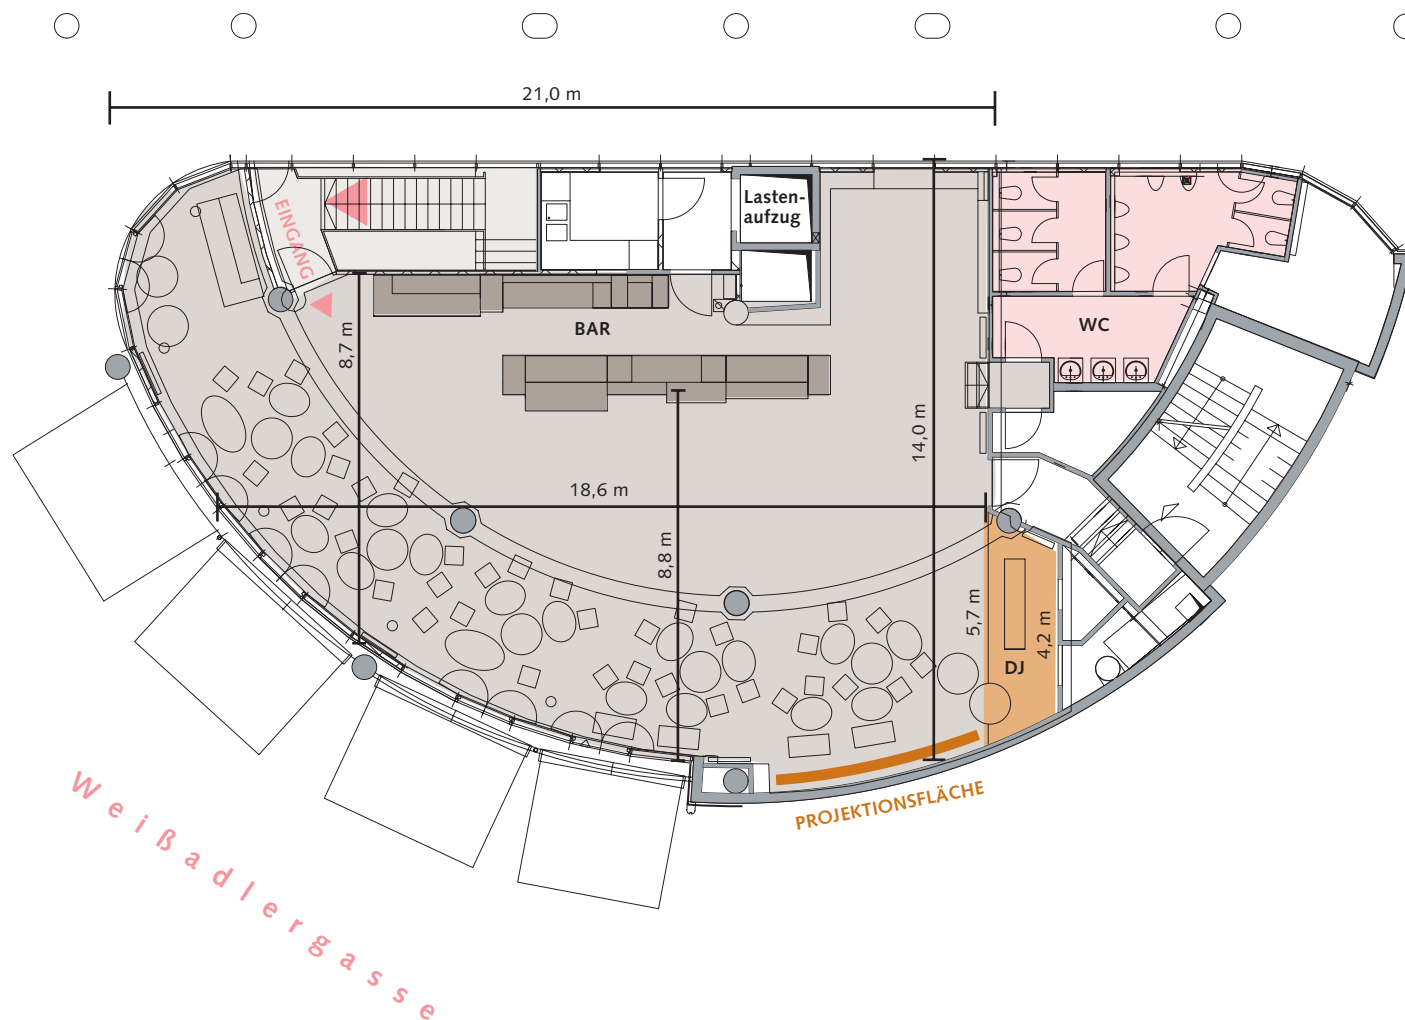 21,0 m
Lasten-
aufzug
EINGANG
BAR
WC
8,7 m
14,0 m
18,6 m
8,8 m
5,7 m
4,2 m
DJ
PROJEKTIONSFLÄCHE
Weißadlergasse